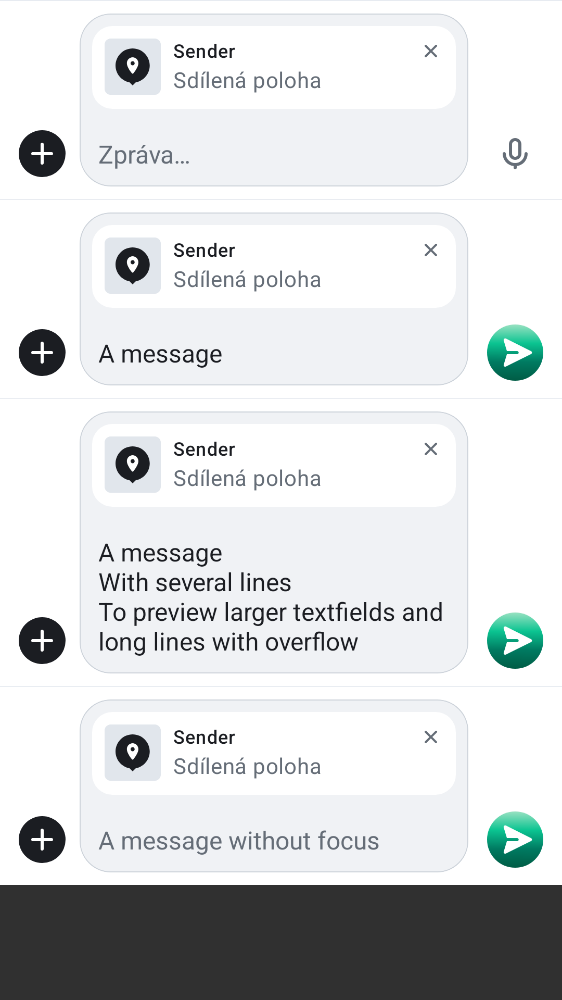 Sender
Sdílená poloha
Zpráva…
Sender
Sdílená poloha
A message
Sender
Sdílená poloha
A message
With several lines
To preview larger textfields and
long lines with overflow
Sender
Sdílená poloha
A message without focus